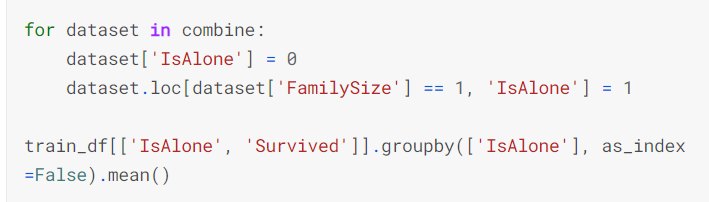 for dataset in combine:
    dataset['IsAlone'] = 0
    dataset.loc[dataset['FamilySize'] == 1, 'IsAlone'] = 1

train_df[['IsAlone', 'Survived']].groupby(['IsAlone'], as_index
=False).mean()